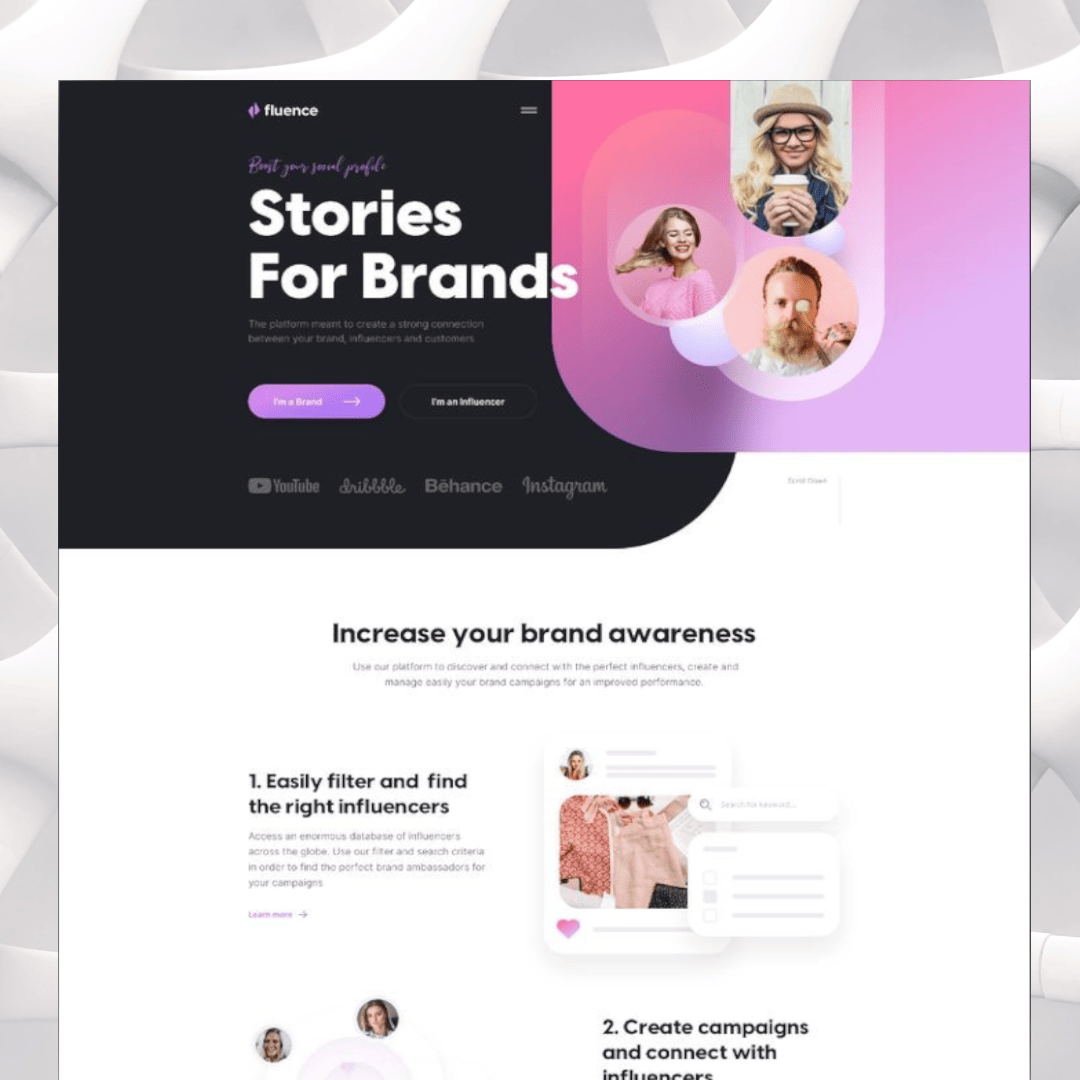 fluence
Boost your social profile
Stories
For Brands
The platform meant to create a strong connection
between your brand, influencers and customers
I'm a Brand
I'm an Influencer
YouTube dribbble Bēhance Instagram
Scroll Down
Increase your brand awareness
Use our platform to discover and connect with the perfect influencers, create and
manage easily your brand campaigns for an improved performance.
1. Easily filter and find
the right influencers
Access an enormous database of influencers
across the globe. Use our filter and search criteria
in order to find the perfect brand ambassadors for
your campaigns
Learn more
Search for keyword...
2. Create campaigns
and connect with
influencers